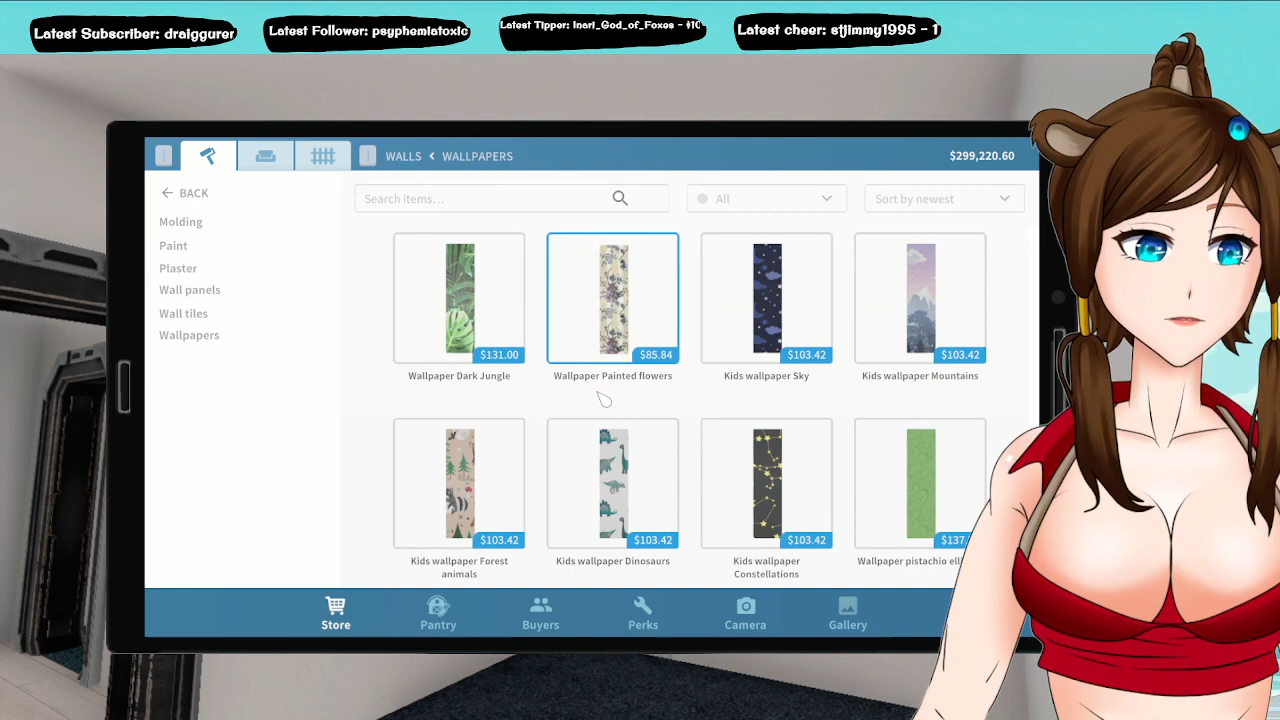 Latest Subscriber: draiggurer
Latest Follower: psyphemiatoxic
Latest Tipper: Inari_God_of_Foxes - $10
Latest cheer: stjimmy1995 - 1
WALLS < WALLPAPERS
$299,220.60
← BACK
Molding
Paint
Plaster
Wall panels
Wall tiles
Wallpapers
Search items...
All
Sort by newest
$131.00
$85.84
$103.42
$103.42
Wallpaper Dark Jungle
Wallpaper Painted flowers
Kids wallpaper Sky
Kids wallpaper Mountains
$103.42
$103.42
$103.42
$137.
Kids wallpaper Forest
animals
Kids wallpaper Dinosaurs
Kids wallpaper
Constellations
Wallpaper pistachio elli
Store
Pantry
Buyers
Perks
Camera
Gallery